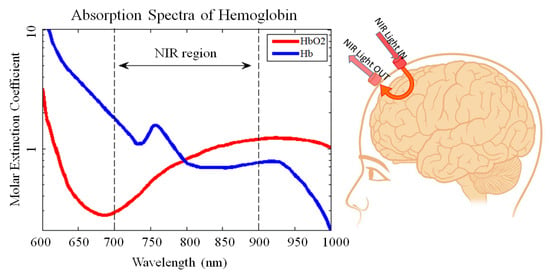 Absorption Spectra of Hemoglobin
HbO2
Hb
NIR region
10
1
Molar Extinction Coefficient
600 650 700 750 800 850 900 950 1000
Wavelength (nm)
NIR Light IN
NIR Light OUT